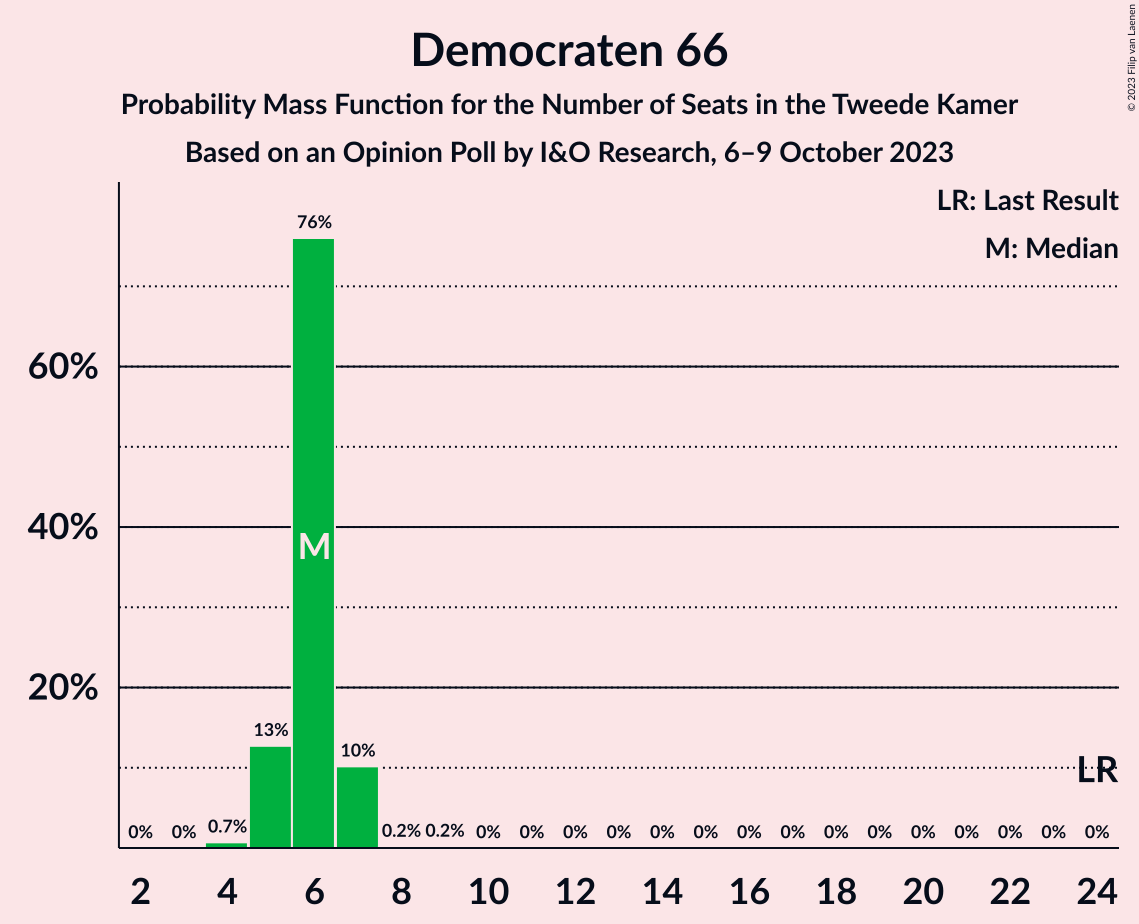 Democraten 66
Probability Mass Function for the Number of Seats in the Tweede Kamer
Based on an Opinion Poll by I&O Research, 6–9 October 2023
© 2023 Filip van Laenen
LR: Last Result
M: Median
60%
40%
20%
0% 0% 0.7% 13% 76% 10% 0.2% 0.2% 0% 0% 0% 0% 0% 0% 0% 0% 0% 0% 0% 0% 0% 0% 0%
M
LR
2 4 6 8 10 12 14 16 18 20 22 24